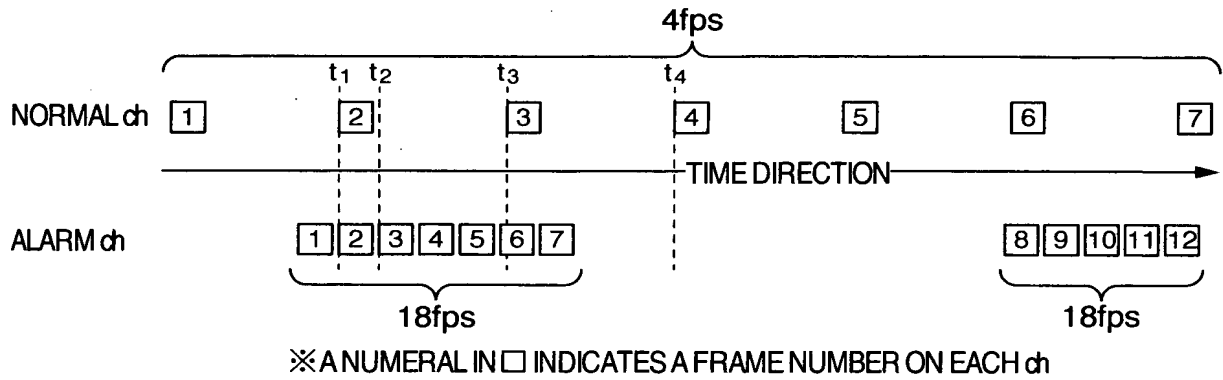 4fps
t1 t2 t3 t4
NORMAL ch 1 2 3 4 5 6 7
TIME DIRECTION
ALARM ch 1 2 3 4 5 6 7 8 9 10 11 12
18fps 18fps
※A NUMERAL IN □ INDICATES A FRAME NUMBER ON EACH ch